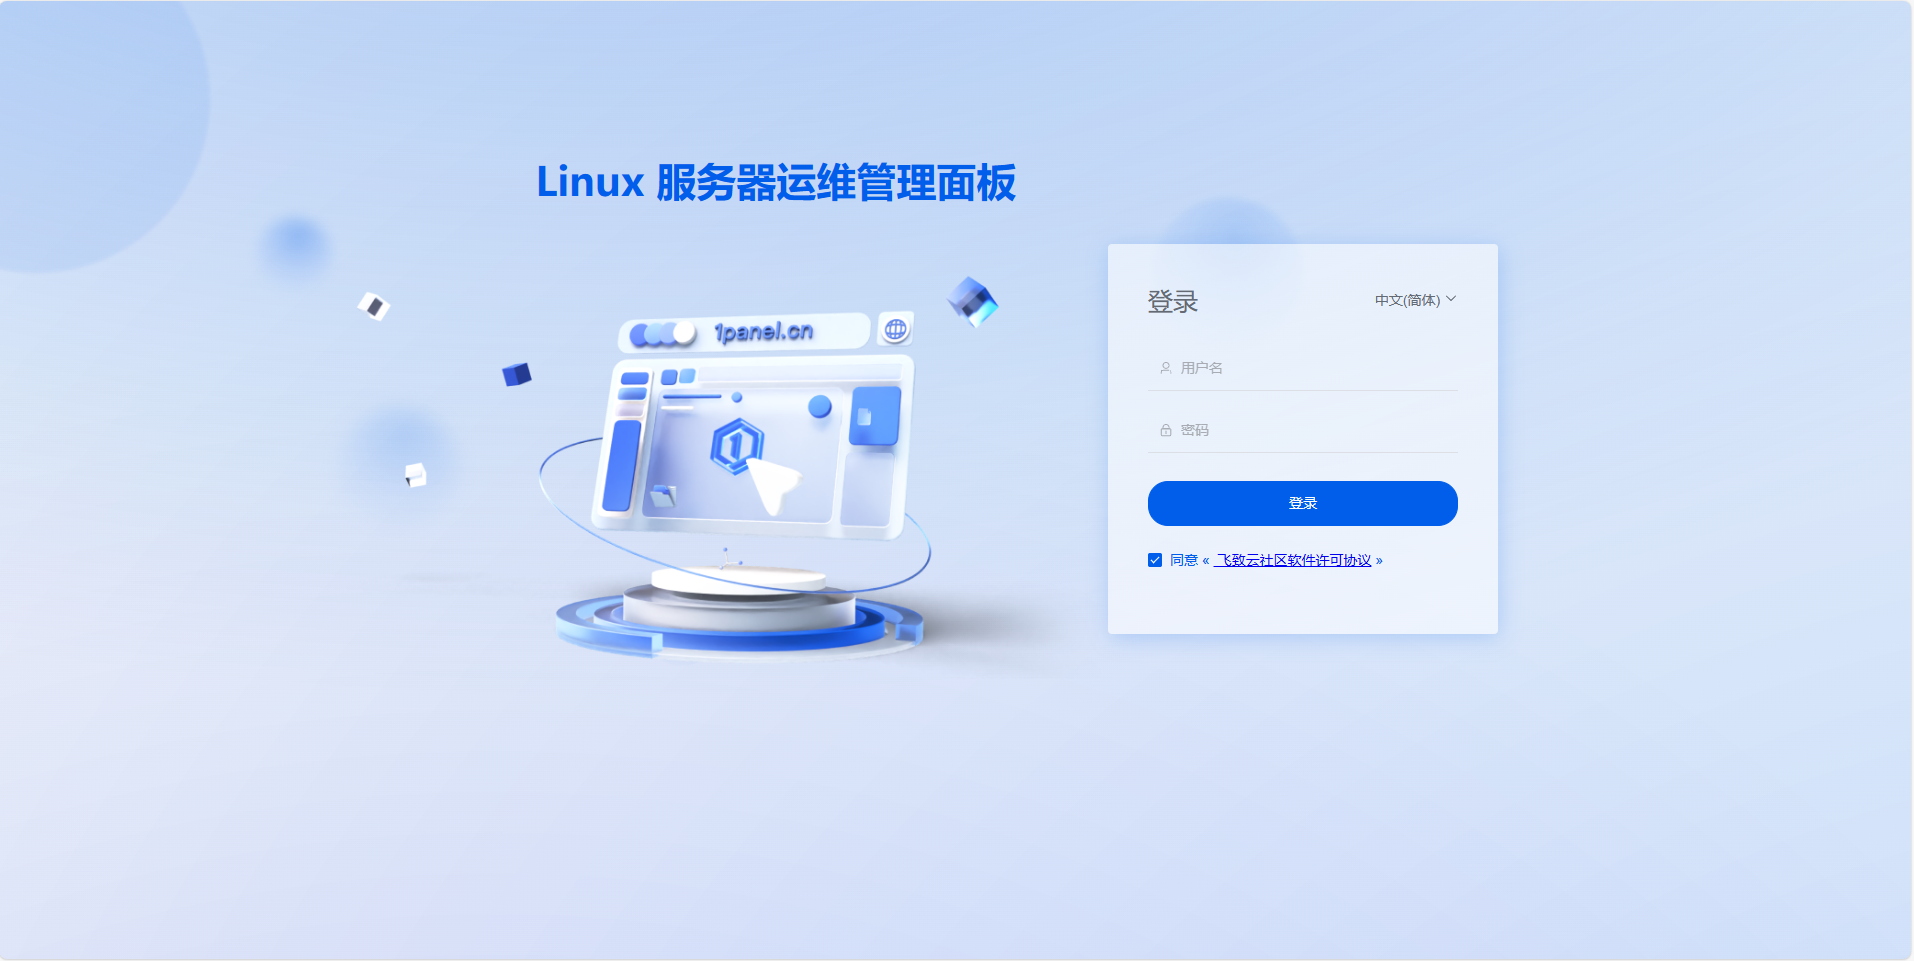 Linux 服务器运维管理面板
1panel.cn
1
登录
中文(简体)
用户名
密码
登录
同意 « 飞致云社区软件许可协议 »